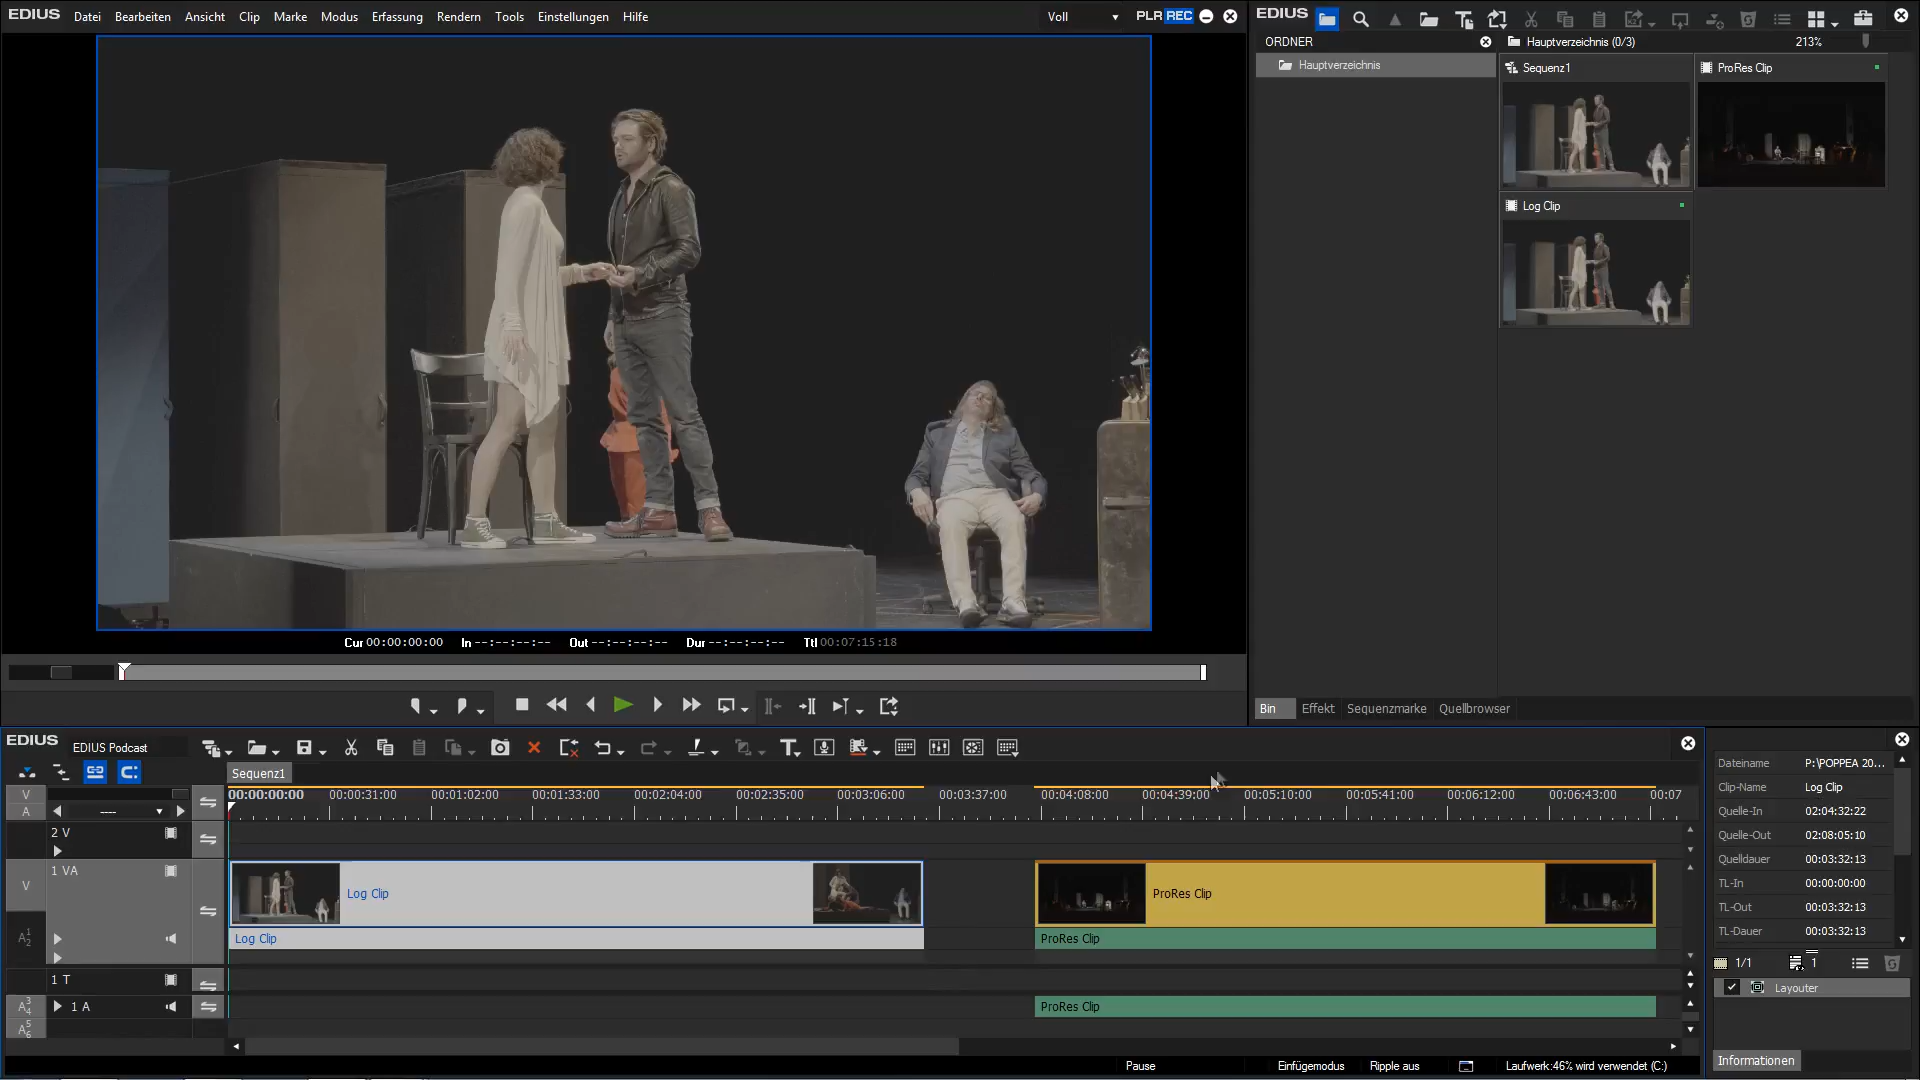 EDIUS Datei Bearbeiten Ansicht Clip Marke Modus Erfassung Rendern Tools Einstellungen Hilfe Voll PLR REC
EDIUS
ORDNER
Hauptverzeichnis (0/3) 213%
Hauptverzeichnis
Sequenz1
ProRes Clip
Log Clip
Cur 00:00:00:00 In --:--:--:-- Out --:--:--:-- Dur --:--:--:-- Ttl 00:07:15:18
Bin Effekt Sequenzmarke Quellbrowser
EDIUS EDIUS Podcast
Sequenz1
V
A
----
00:00:00:00 00:00:31:00 00:01:02:00 00:01:33:00 00:02:04:00 00:02:35:00 00:03:06:00 00:03:37:00 00:04:08:00 00:04:39:00 00:05:10:00 00:05:41:00 00:06:12:00 00:06:43:00 00:07
2 V
1 VA
V
Log Clip
ProRes Clip
A 1 2
Log Clip
ProRes Clip
1 T
A 3 4
1 A
ProRes Clip
A 5 6
Dateiname P:\POPPEA 20...
Clip-Name Log Clip
Quelle-In 02:04:32:22
Quelle-Out 02:08:05:10
Quelldauer 00:03:32:13
TL-In 00:00:00:00
TL-Out 00:03:32:13
TL-Dauer 00:03:32:13
1/1 1
Layouter
Informationen
Pause Einfügemodus Ripple aus Laufwerk:46% wird verwendet (C:)